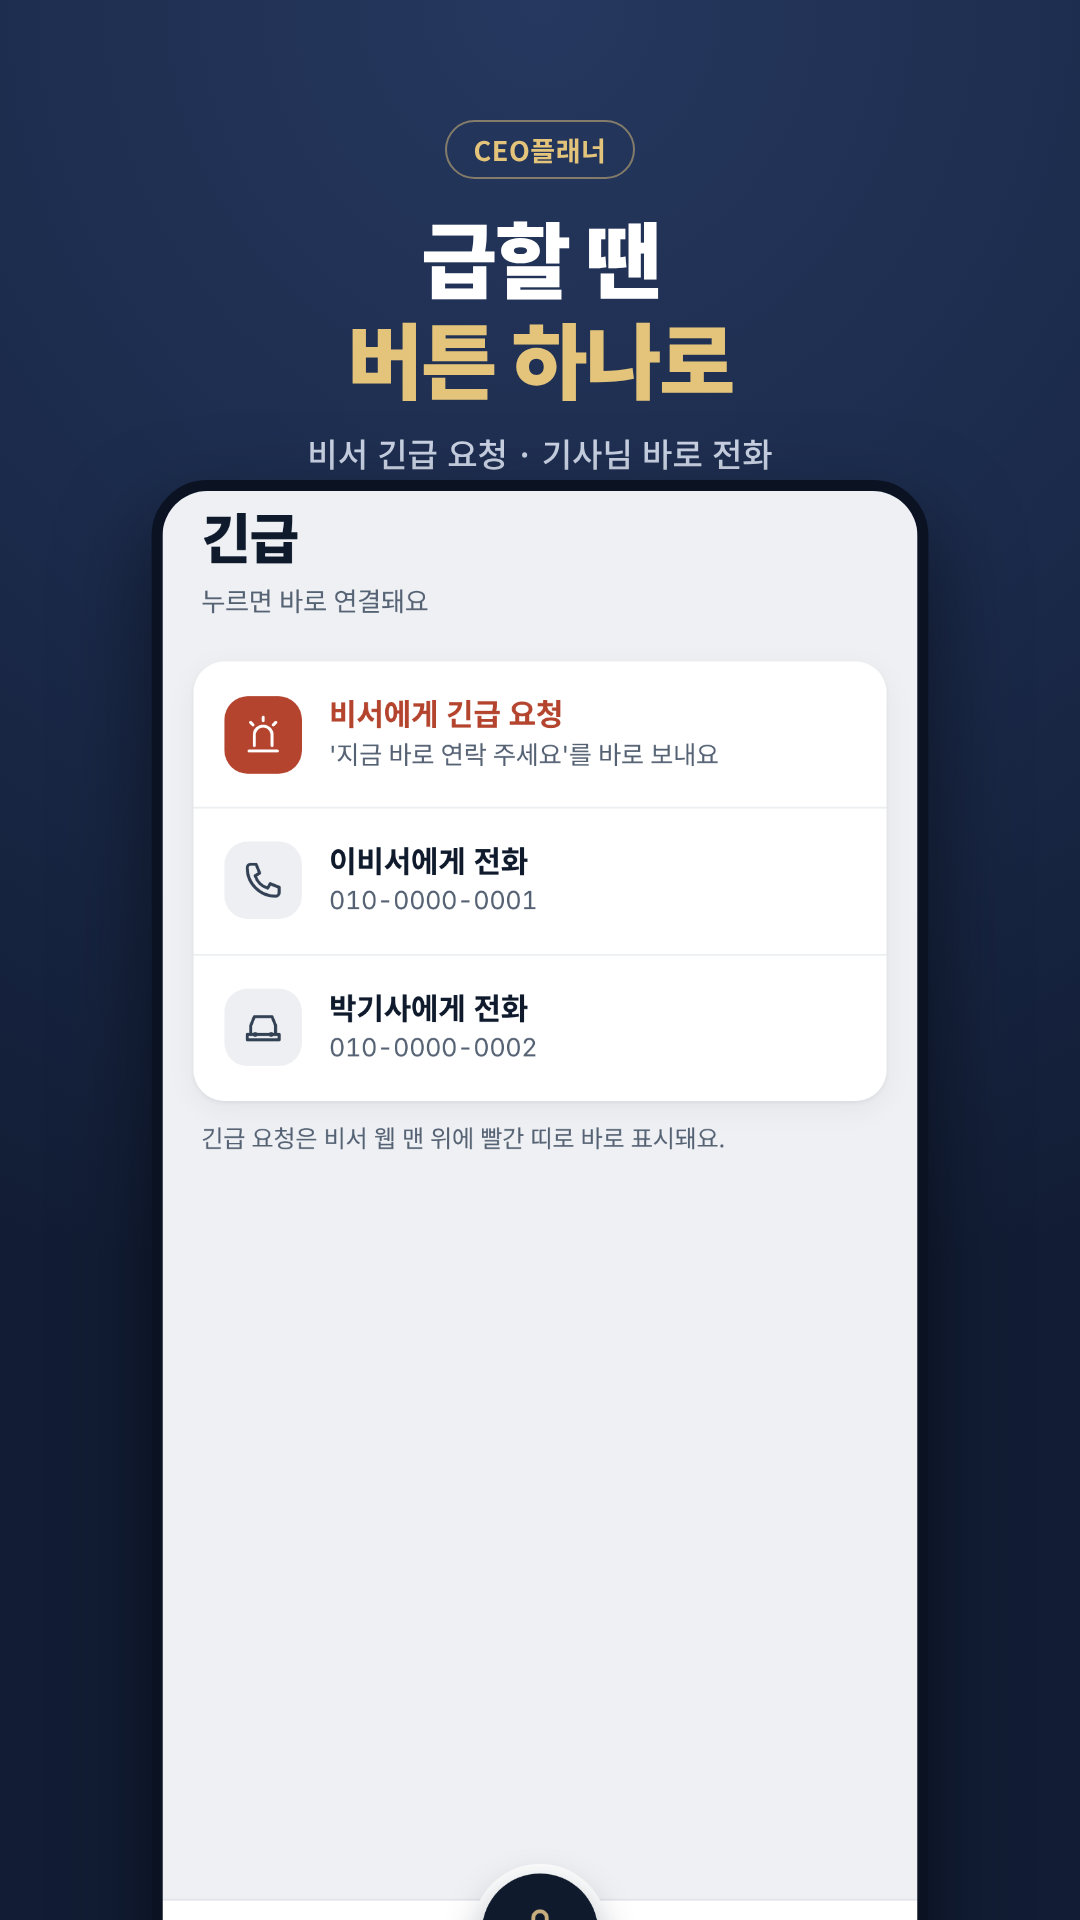 CEO플래너
급할 땐
버튼 하나로
비서 긴급 요청 · 기사님 바로 전화
긴급
누르면 바로 연결돼요
비서에게 긴급 요청
'지금 바로 연락 주세요'를 바로 보내요
이비서에게 전화
010-0000-0001
박기사에게 전화
010-0000-0002
긴급 요청은 비서 웹 맨 위에 빨간 띠로 바로 표시돼요.